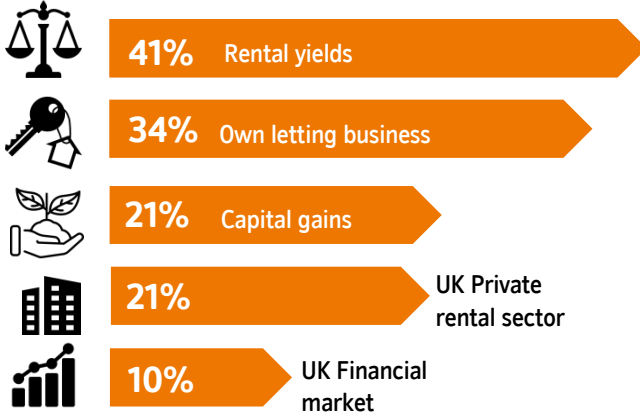 41% Rental yields
34% Own letting business
21% Capital gains
21% UK Private
rental sector
10% UK Financial
market